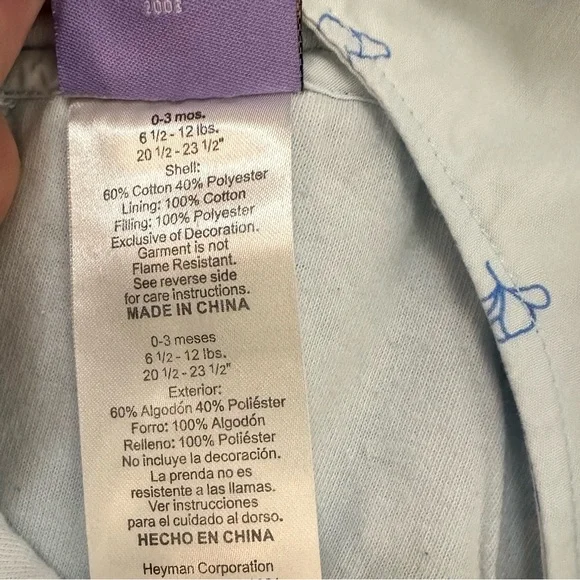 2003
0-3 mos.
6 1/2 - 12 lbs.
20 1/2 - 23 1/2"
Shell:
60% Cotton 40% Polyester
Lining: 100% Cotton
Filling: 100% Polyester
Exclusive of Decoration.
Garment is not
Flame Resistant.
See reverse side
for care instructions.
MADE IN CHINA
0-3 meses
6 1/2 - 12 lbs.
20 1/2 - 23 1/2"
Exterior:
60% Algodón 40% Poliéster
Forro: 100% Algodón
Relleno: 100% Poliéster
No incluye la decoración.
La prenda no es
resistente a las llamas.
Ver instrucciones
para el cuidado al dorso.
HECHO EN CHINA
Heyman Corporation